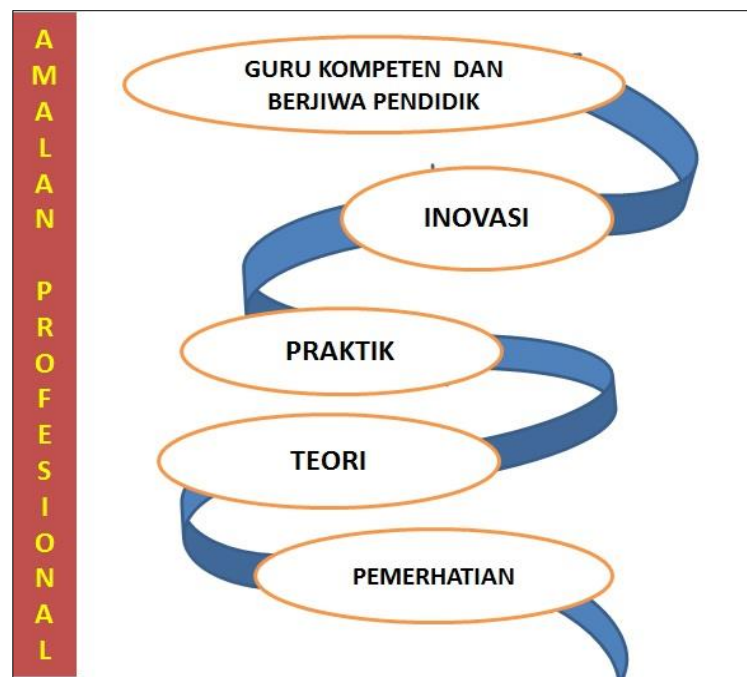 AMALAN PROFESIONAL
GURU KOMPETEN DAN
BERJIWA PENDIDIK
INOVASI
PRAKTIK
TEORI
PEMERHATIAN